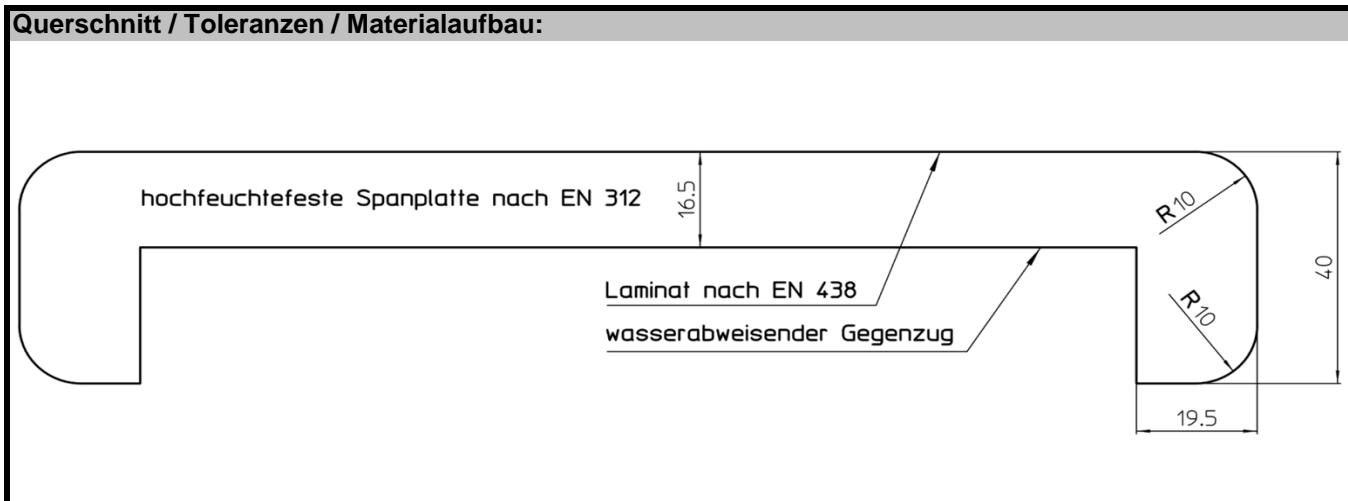 Querschnitt / Toleranzen / Materialaufbau:
hochfeuchtefeste Spanplatte nach EN 312
16.5
R10
40
Laminat nach EN 438
R10
wasserabweisender Gegenzug
19.5